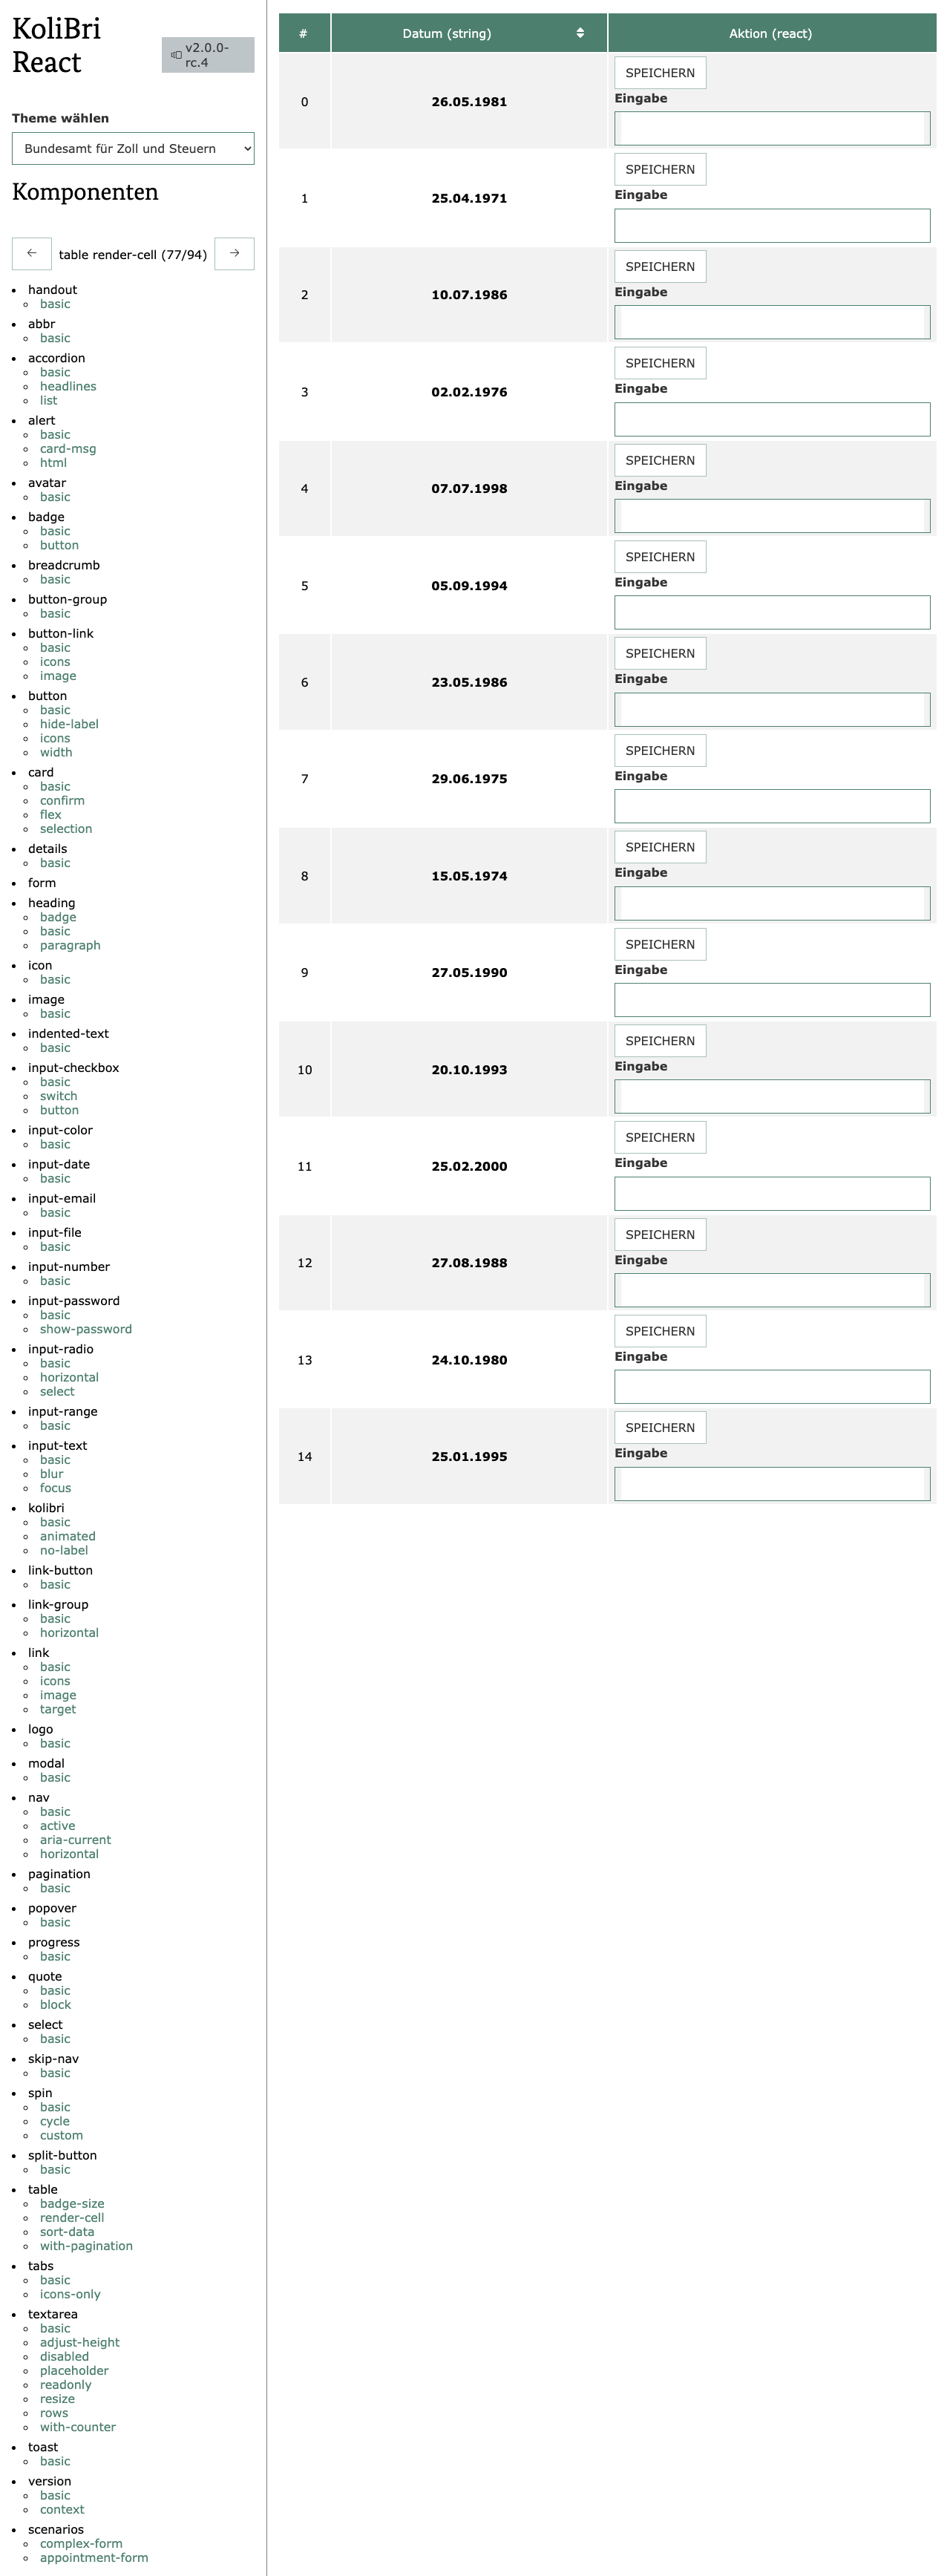 KoliBri
React
v2.0.0-
rc.4
Theme wählen
Bundesamt für Zoll und Steuern
Komponenten
← table render-cell (77/94) →
handout
basic
abbr
basic
accordion
basic
headlines
list
alert
basic
card-msg
html
avatar
basic
badge
basic
button
breadcrumb
basic
button-group
basic
button-link
basic
icons
image
button
basic
hide-label
icons
width
card
basic
confirm
flex
selection
details
basic
form
heading
badge
basic
paragraph
icon
basic
image
basic
indented-text
basic
input-checkbox
basic
switch
button
input-color
basic
input-date
basic
input-email
basic
input-file
basic
input-number
basic
input-password
basic
show-password
input-radio
basic
horizontal
select
input-range
basic
input-text
basic
blur
focus
kolibri
basic
animated
no-label
link-button
basic
link-group
basic
horizontal
link
basic
icons
image
target
logo
basic
modal
basic
nav
basic
active
aria-current
horizontal
pagination
basic
popover
basic
progress
basic
quote
basic
block
select
basic
skip-nav
basic
spin
basic
cycle
custom
split-button
basic
table
badge-size
render-cell
sort-data
with-pagination
tabs
basic
icons-only
textarea
basic
adjust-height
disabled
placeholder
readonly
resize
rows
with-counter
toast
basic
version
basic
context
scenarios
complex-form
appointment-form
# Datum (string) Aktion (react)
SPEICHERN
0 26.05.1981 Eingabe
SPEICHERN
1 25.04.1971 Eingabe
SPEICHERN
2 10.07.1986 Eingabe
SPEICHERN
3 02.02.1976 Eingabe
SPEICHERN
4 07.07.1998 Eingabe
SPEICHERN
5 05.09.1994 Eingabe
SPEICHERN
6 23.05.1986 Eingabe
SPEICHERN
7 29.06.1975 Eingabe
SPEICHERN
8 15.05.1974 Eingabe
SPEICHERN
9 27.05.1990 Eingabe
SPEICHERN
10 20.10.1993 Eingabe
SPEICHERN
11 25.02.2000 Eingabe
SPEICHERN
12 27.08.1988 Eingabe
SPEICHERN
13 24.10.1980 Eingabe
SPEICHERN
14 25.01.1995 Eingabe